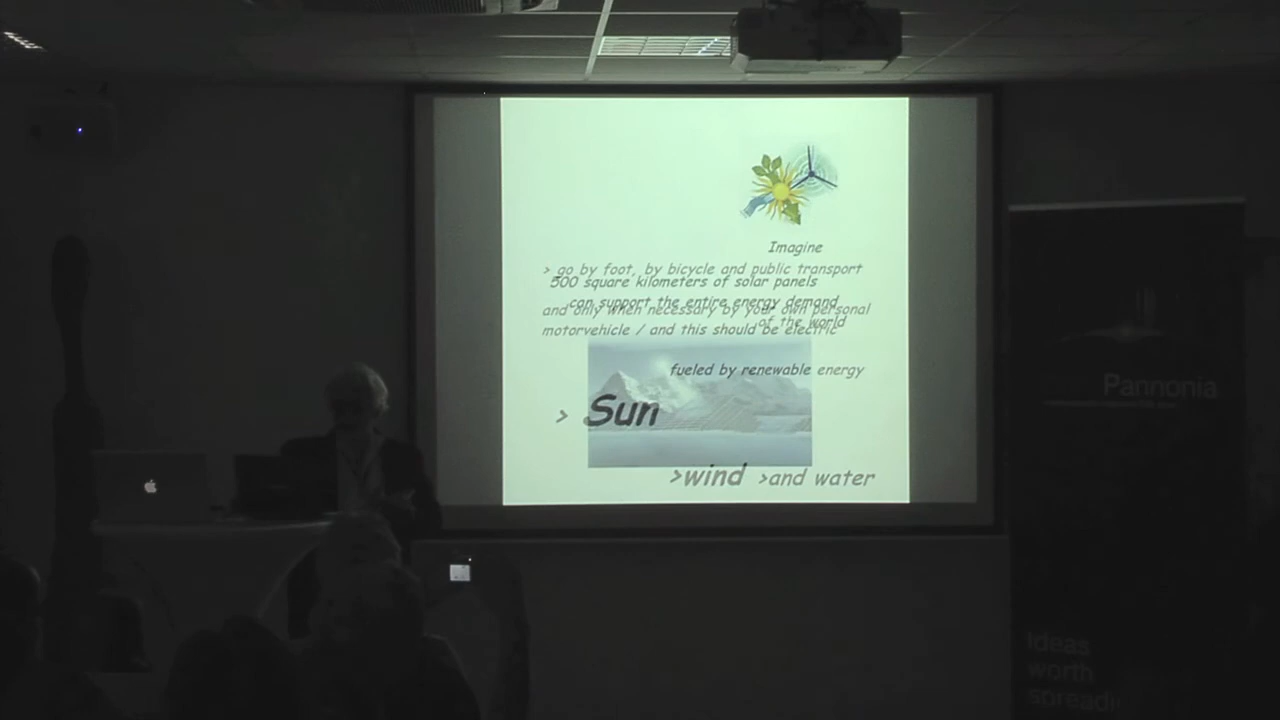 Imagine
> go by foot, by bicycle and public transport
500 square kilometers of solar panels
can support the entire energy demand
and only when necessary by your own personal
of the world
motorvehicle / and this should be electric
fueled by renewable energy
> Sun
>wind >and water
Pannonia
Ideas
worth
spreadi